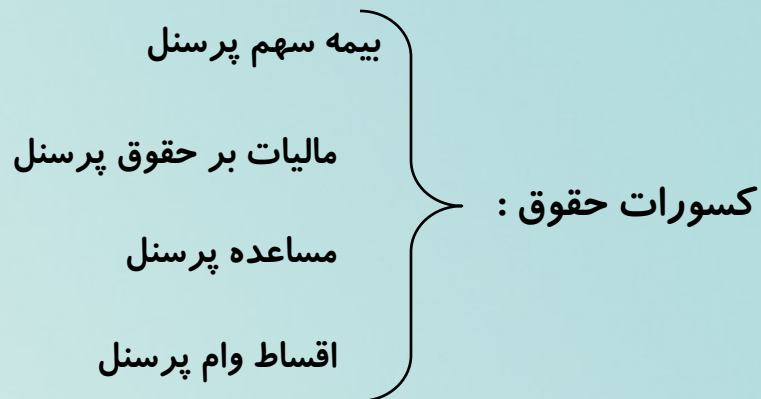 کسورات حقوق :
بیمه سهم پرسنل
مالیات بر حقوق پرسنل
مساعده پرسنل
اقساط وام پرسنل